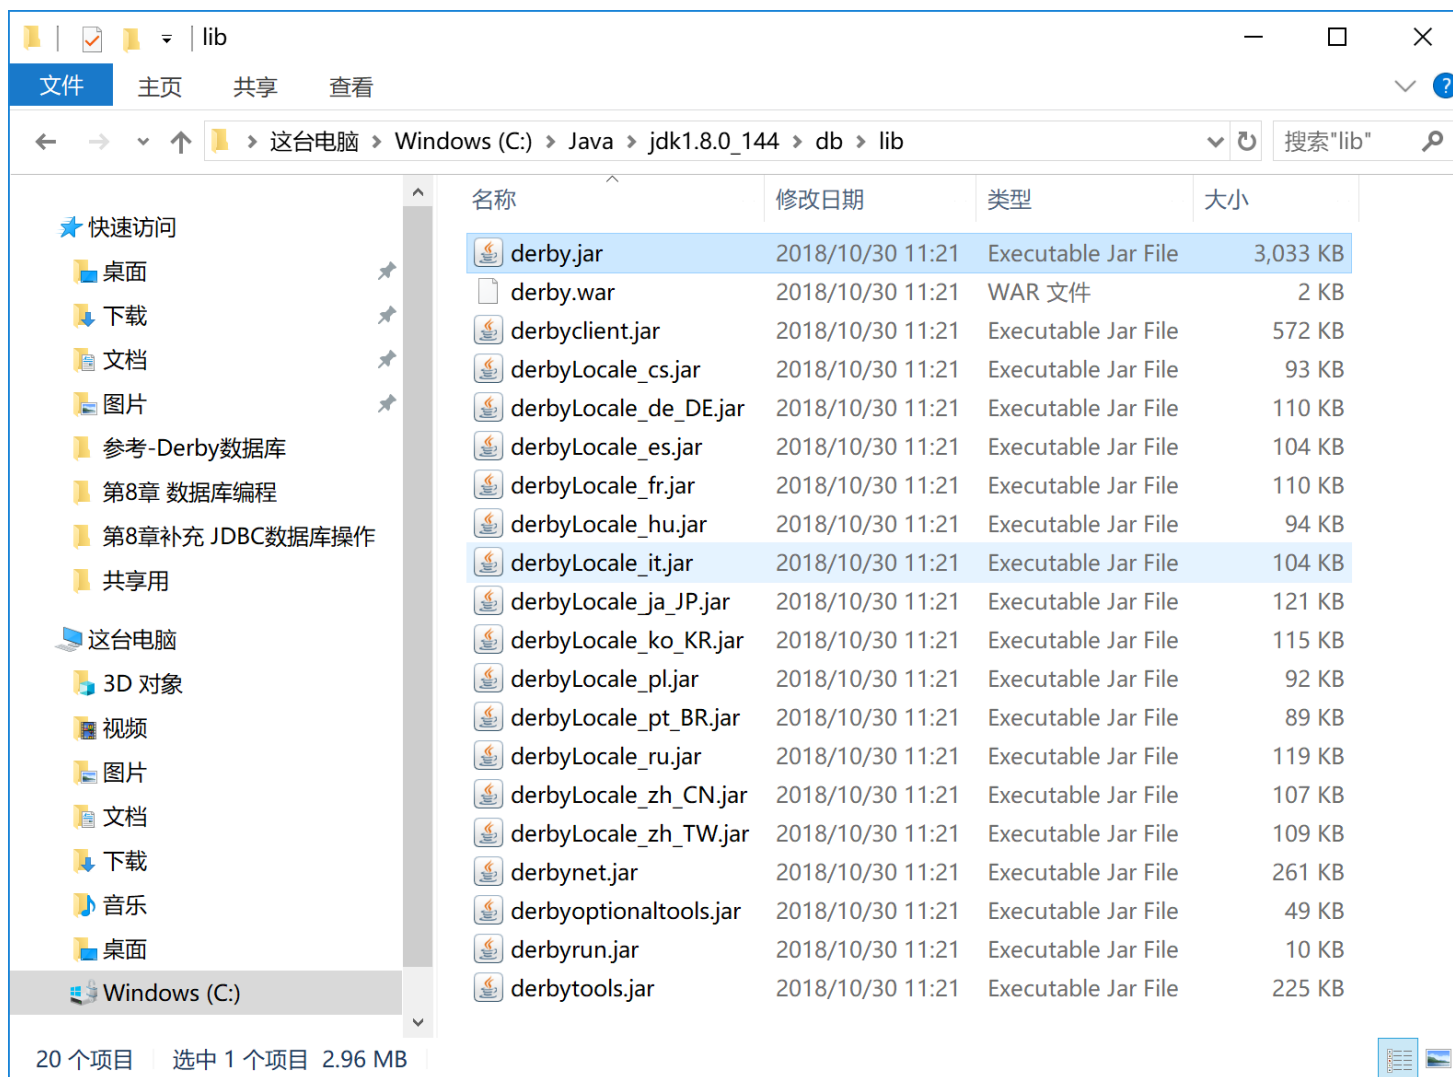 lib
文件 主页 共享 查看 ?
这台电脑 Windows (C:) Java jdk1.8.0_144 db lib 搜索"lib"
快速访问
桌面
下载
文档
图片
参考-Derby数据库
第8章 数据库编程
第8章补充 JDBC数据库操作
共享用
这台电脑
3D 对象
视频
图片
文档
下载
音乐
桌面
Windows (C:)
名称 修改日期 类型 大小
derby.jar 2018/10/30 11:21 Executable Jar File 3,033 KB
derby.war 2018/10/30 11:21 WAR 文件 2 KB
derbyclient.jar 2018/10/30 11:21 Executable Jar File 572 KB
derbyLocale_cs.jar 2018/10/30 11:21 Executable Jar File 93 KB
derbyLocale_de_DE.jar 2018/10/30 11:21 Executable Jar File 110 KB
derbyLocale_es.jar 2018/10/30 11:21 Executable Jar File 104 KB
derbyLocale_fr.jar 2018/10/30 11:21 Executable Jar File 110 KB
derbyLocale_hu.jar 2018/10/30 11:21 Executable Jar File 94 KB
derbyLocale_it.jar 2018/10/30 11:21 Executable Jar File 104 KB
derbyLocale_ja_JP.jar 2018/10/30 11:21 Executable Jar File 121 KB
derbyLocale_ko_KR.jar 2018/10/30 11:21 Executable Jar File 115 KB
derbyLocale_pl.jar 2018/10/30 11:21 Executable Jar File 92 KB
derbyLocale_pt_BR.jar 2018/10/30 11:21 Executable Jar File 89 KB
derbyLocale_ru.jar 2018/10/30 11:21 Executable Jar File 119 KB
derbyLocale_zh_CN.jar 2018/10/30 11:21 Executable Jar File 107 KB
derbyLocale_zh_TW.jar 2018/10/30 11:21 Executable Jar File 109 KB
derbynet.jar 2018/10/30 11:21 Executable Jar File 261 KB
derbyoptionaltools.jar 2018/10/30 11:21 Executable Jar File 49 KB
derbyrun.jar 2018/10/30 11:21 Executable Jar File 10 KB
derbytools.jar 2018/10/30 11:21 Executable Jar File 225 KB
20 个项目 选中 1 个项目 2.96 MB